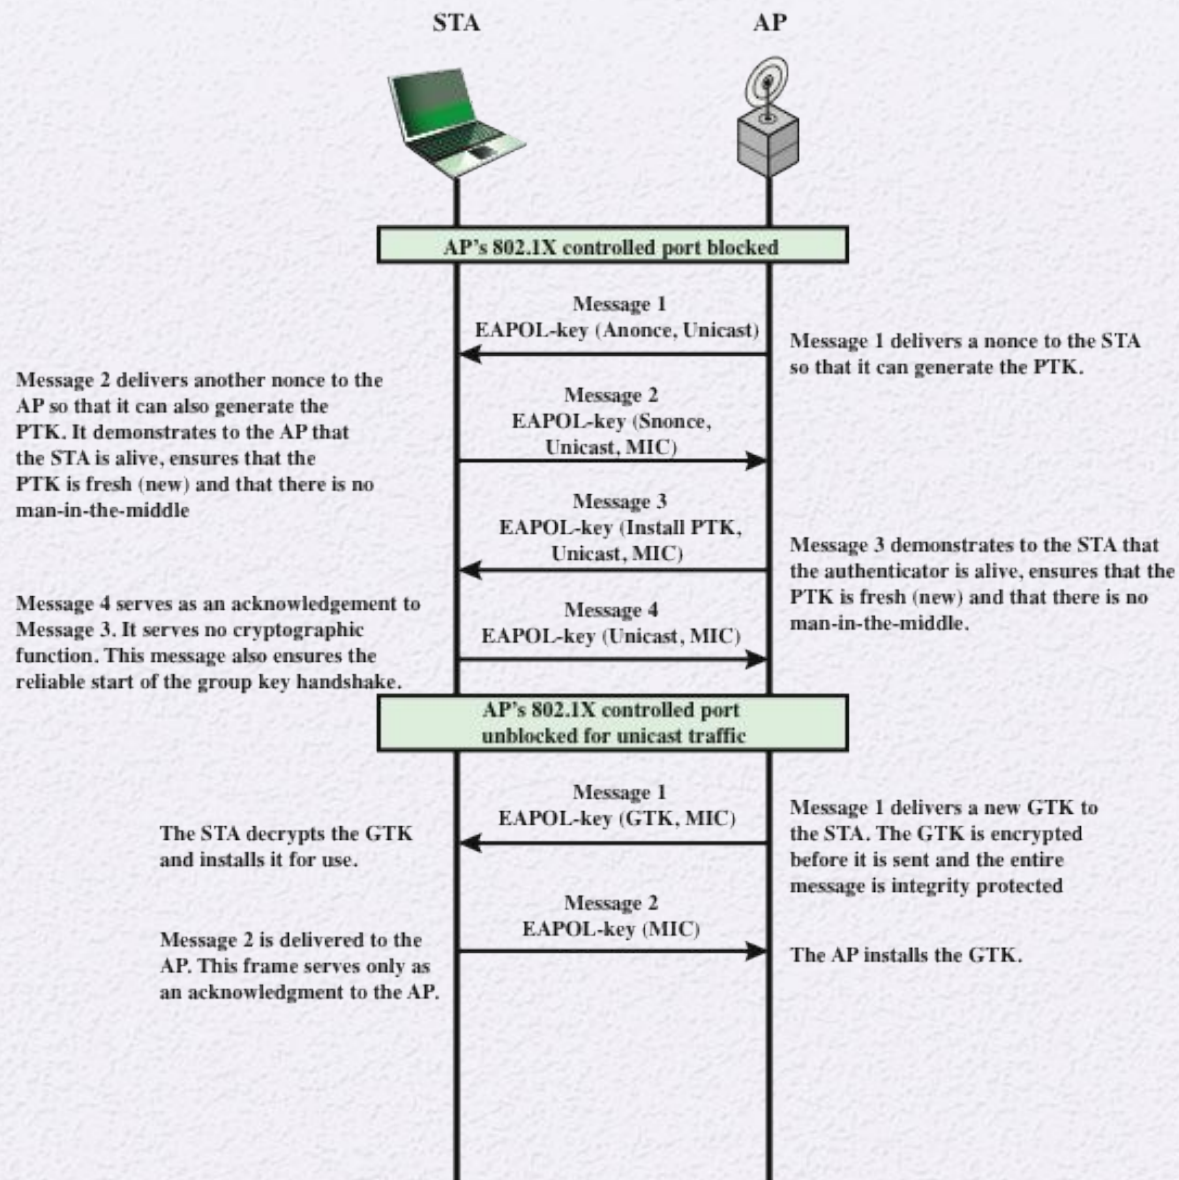 STA
AP
AP's 802.1X controlled port blocked
Message 1
EAPOL-key (Anonce, Unicast)
Message 1 delivers a nonce to the STA
so that it can generate the PTK.
Message 2 delivers another nonce to the
AP so that it can also generate the
PTK. It demonstrates to the AP that
the STA is alive, ensures that the
PTK is fresh (new) and that there is no
man-in-the-middle
Message 2
EAPOL-key (Snonce,
Unicast, MIC)
Message 3
EAPOL-key (Install PTK,
Unicast, MIC)
Message 3 demonstrates to the STA that
the authenticator is alive, ensures that the
PTK is fresh (new) and that there is no
man-in-the-middle.
Message 4 serves as an acknowledgement to
Message 3. It serves no cryptographic
function. This message also ensures the
reliable start of the group key handshake.
Message 4
EAPOL-key (Unicast, MIC)
AP's 802.1X controlled port
unblocked for unicast traffic
Message 1
EAPOL-key (GTK, MIC)
Message 1 delivers a new GTK to
the STA. The GTK is encrypted
before it is sent and the entire
message is integrity protected
The STA decrypts the GTK
and installs it for use.
Message 2
EAPOL-key (MIC)
Message 2 is delivered to the
AP. This frame serves only as
an acknowledgment to the AP.
The AP installs the GTK.